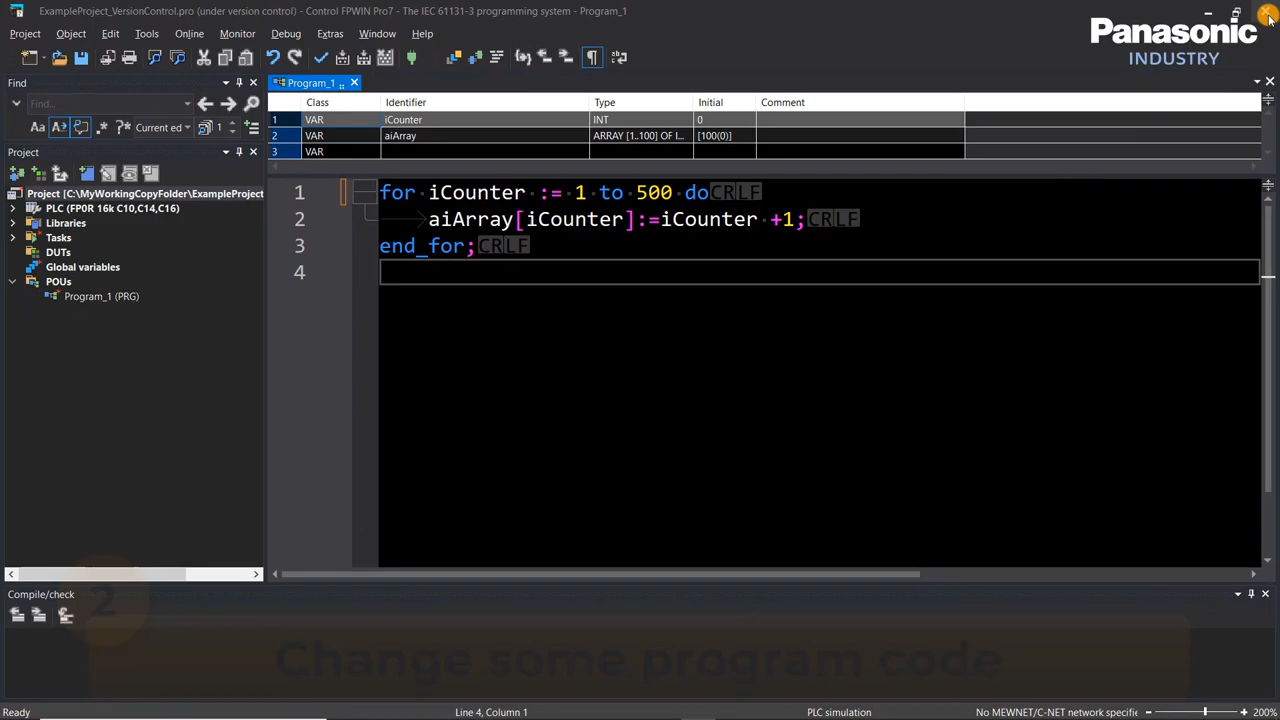 ExampleProject_VersionControl.pro (under version control) - Control FPWIN Pro7 - The IEC 61131-3 programming system - Program_1
Panasonic
INDUSTRY
Project Object Edit Tools Online Monitor Debug Extras Window Help
Find
Find...
Aa Current ed 1
Project
Project [C:\MyWorkingCopyFolder\ExampleProject
PLC (FP0R 16k C10,C14,C16)
Libraries
Tasks
DUTs
Global variables
POUs
Program_1 (PRG)
Program_1
Class Identifier Type Initial Comment
1 VAR iCounter INT 0
2 VAR aiArray ARRAY [1..100] OF I... [100(0)]
3 VAR
1 for·iCounter·:=·1·to·500·doCRLF
2 aiArray[iCounter]:=iCounter·+1;CRLF
3 end_for;CRLF
4
Compile/check
2
Change some program code
Ready Line 4, Column 1 PLC simulation No MEWNET/C-NET network specifie 200%